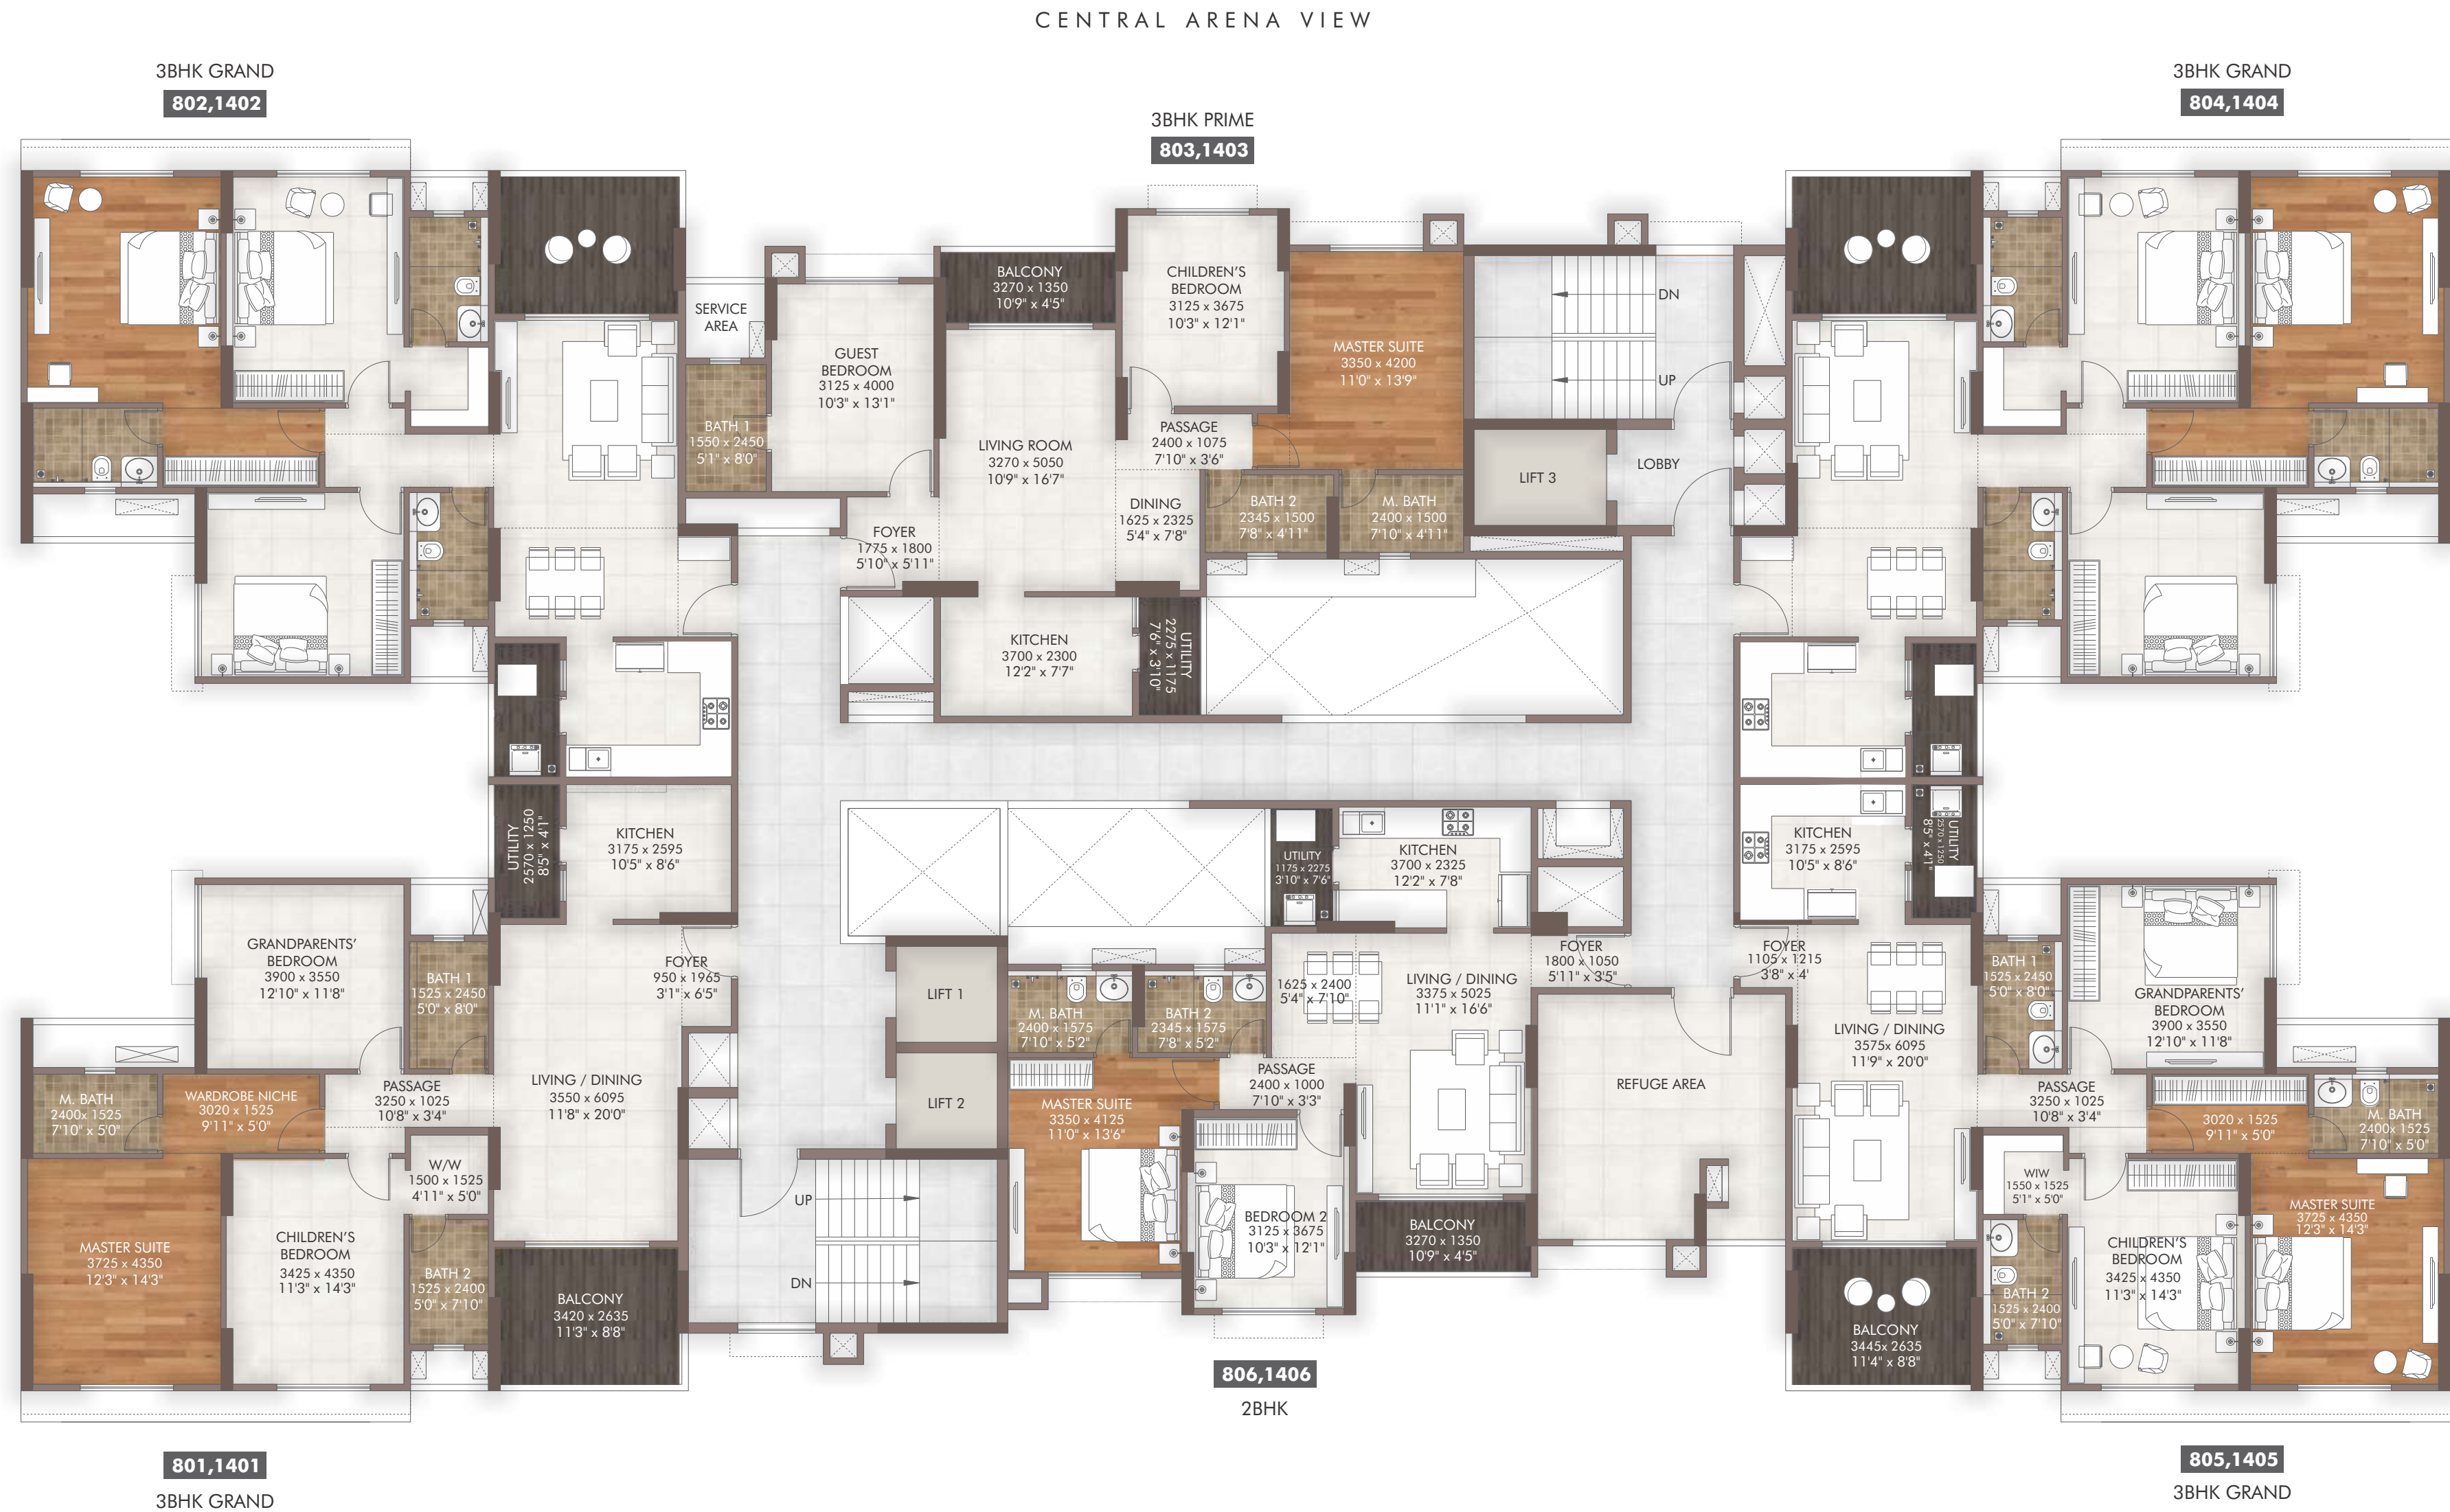 CENTRAL ARENA VIEW
3BHK GRAND
802,1402
3BHK PRIME
803,1403
3BHK GRAND
804,1404
SERVICE
AREA
BATH 1
1550 x 2450
5'1" x 8'0"
GUEST
BEDROOM
3125 x 4000
10'3" x 13'1"
BALCONY
3270 x 1350
10'9" x 4'5"
LIVING ROOM
3270 x 5050
10'9" x 16'7"
CHILDREN'S
BEDROOM
3125 x 3675
10'3" x 12'1"
MASTER SUITE
3350 x 4200
11'0" x 13'9"
PASSAGE
2400 x 1075
7'10" x 3'6"
DINING
1625 x 2325
5'4" x 7'8"
BATH 2
2345 x 1500
7'8" x 4'11"
M. BATH
2400 x 1500
7'10" x 4'11"
FOYER
1775 x 1800
5'10" x 5'11"
KITCHEN
3700 x 2300
12'2" x 7'7"
UTILITY
2275 x 1175
7'6" x 3'10"
DN
UP
LIFT 3
LOBBY
UTILITY
2570 x 1250
8'5" x 4'1"
KITCHEN
3175 x 2595
10'5" x 8'6"
GRANDPARENTS'
BEDROOM
3900 x 3550
12'10" x 11'8"
BATH 1
1525 x 2450
5'0" x 8'0"
FOYER
950 x 1965
3'1" x 6'5"
M. BATH
2400x 1525
7'10" x 5'0"
WARDROBE NICHE
3020 x 1525
9'11" x 5'0"
PASSAGE
3250 x 1025
10'8" x 3'4"
LIVING / DINING
3550 x 6095
11'8" x 20'0"
W/W
1500 x 1525
4'11" x 5'0"
MASTER SUITE
3725 x 4350
12'3" x 14'3"
CHILDREN'S
BEDROOM
3425 x 4350
11'3" x 14'3"
BATH 2
1525 x 2400
5'0" x 7'10"
BALCONY
3420 x 2635
11'3" x 8'8"
LIFT 1
LIFT 2
UP
DN
UTILITY
1175 x 2275
3'10" x 7'6"
KITCHEN
3700 x 2325
12'2" x 7'8"
M. BATH
2400 x 1575
7'10" x 5'2"
BATH 2
2345 x 1575
7'8" x 5'2"
1625 x 2400
5'4" x 7'10"
LIVING / DINING
3375 x 5025
11'1" x 16'6"
FOYER
1800 x 1050
5'11" x 3'5"
PASSAGE
2400 x 1000
7'10" x 3'3"
MASTER SUITE
3350 x 4125
11'0" x 13'6"
BEDROOM 2
3125 x 3675
10'3" x 12'1"
BALCONY
3270 x 1350
10'9" x 4'5"
REFUGE AREA
KITCHEN
3175 x 2595
10'5" x 8'6"
UTILITY
2570 x 1250
8'5" x 4'1"
FOYER
1105 x 1215
3'8" x 4'
BATH 1
1525 x 2450
5'0" x 8'0"
GRANDPARENTS'
BEDROOM
3900 x 3550
12'10" x 11'8"
LIVING / DINING
3575x 6095
11'9" x 20'0"
PASSAGE
3250 x 1025
10'8" x 3'4"
3020 x 1525
9'11" x 5'0"
M. BATH
2400x 1525
7'10" x 5'0"
WIW
1550 x 1525
5'1" x 5'0"
MASTER SUITE
3725 x 4350
12'3" x 14'3"
CHILDREN'S
BEDROOM
3425 x 4350
11'3" x 14'3"
BATH 2
1525 x 2400
5'0" x 7'10"
BALCONY
3445x 2635
11'4" x 8'8"
806,1406
2BHK
801,1401
3BHK GRAND
805,1405
3BHK GRAND